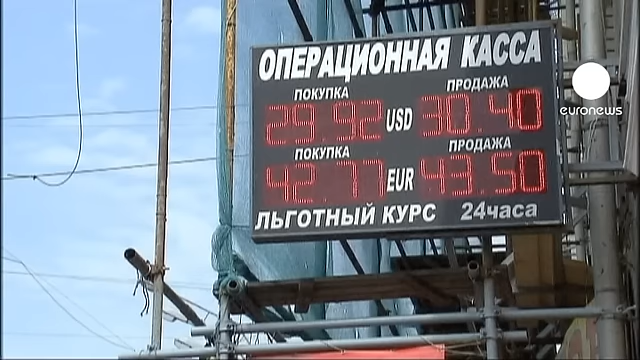 ОПЕРАЦИОННАЯ КАССА
ПОКУПКА ПРОДАЖА
29.92 USD 30.40
ПОКУПКА ПРОДАЖА
42.77 EUR 43.50
ЛЬГОТНЫЙ КУРС 24часа
euronews